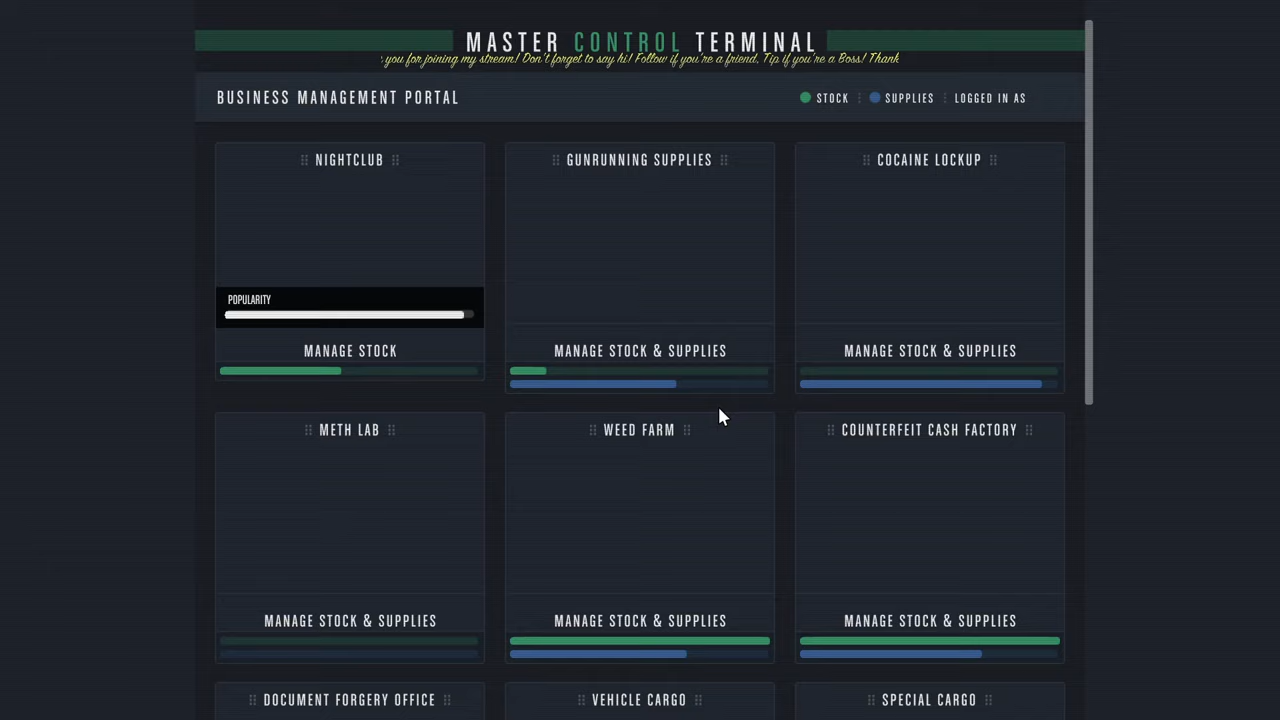 MASTER CONTROL TERMINAL
you for joining my stream! Don't forget to say hi! Follow if you're a friend, Tip if you're a Boss! Thank
BUSINESS MANAGEMENT PORTAL
STOCK
SUPPLIES
LOGGED IN AS
NIGHTCLUB
GUNRUNNING SUPPLIES
COCAINE LOCKUP
POPULARITY
MANAGE STOCK
MANAGE STOCK & SUPPLIES
MANAGE STOCK & SUPPLIES
METH LAB
WEED FARM
COUNTERFEIT CASH FACTORY
MANAGE STOCK & SUPPLIES
MANAGE STOCK & SUPPLIES
MANAGE STOCK & SUPPLIES
DOCUMENT FORGERY OFFICE
VEHICLE CARGO
SPECIAL CARGO